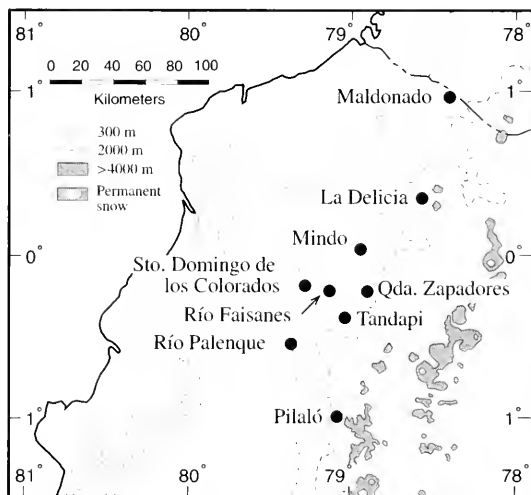 81° 80 79 78°
0 20 40 60 80 100
Kilometers
1° 1°
Maldonado
300 m
2000 m
>4000 m
Permanent
snow
La Delicia
Mindo
0° 0°
Sto. Domingo de
los Colorados
Qda. Zapadores
Río Faisanes
Tandapi
Río Palenque
Pilaló
1° 1°
81° 80 79 78°